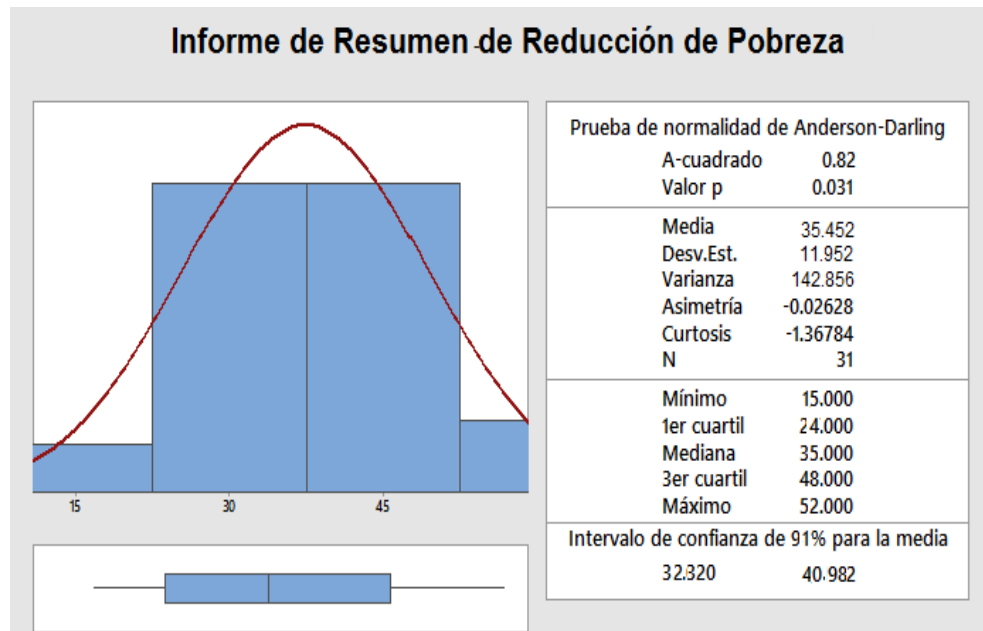 Informe de Resumen de Reducción de Pobreza
15 30 45
Prueba de normalidad de Anderson-Darling
A-cuadrado 0.82
Valor p 0.031
Media 35.452
Desv.Est. 11.952
Varianza 142.856
Asimetría -0.02628
Curtosis -1.36784
N 31
Mínimo 15.000
1er cuartil 24.000
Mediana 35.000
3er cuartil 48.000
Máximo 52.000
Intervalo de confianza de 91% para la media
32.320 40.982